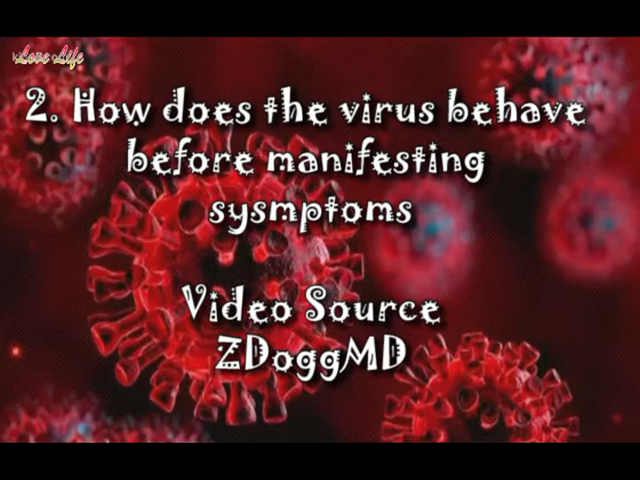 Love Life
2. How does the virus behave
before manifesting
sysmptoms
Video Source
ZDoggMD